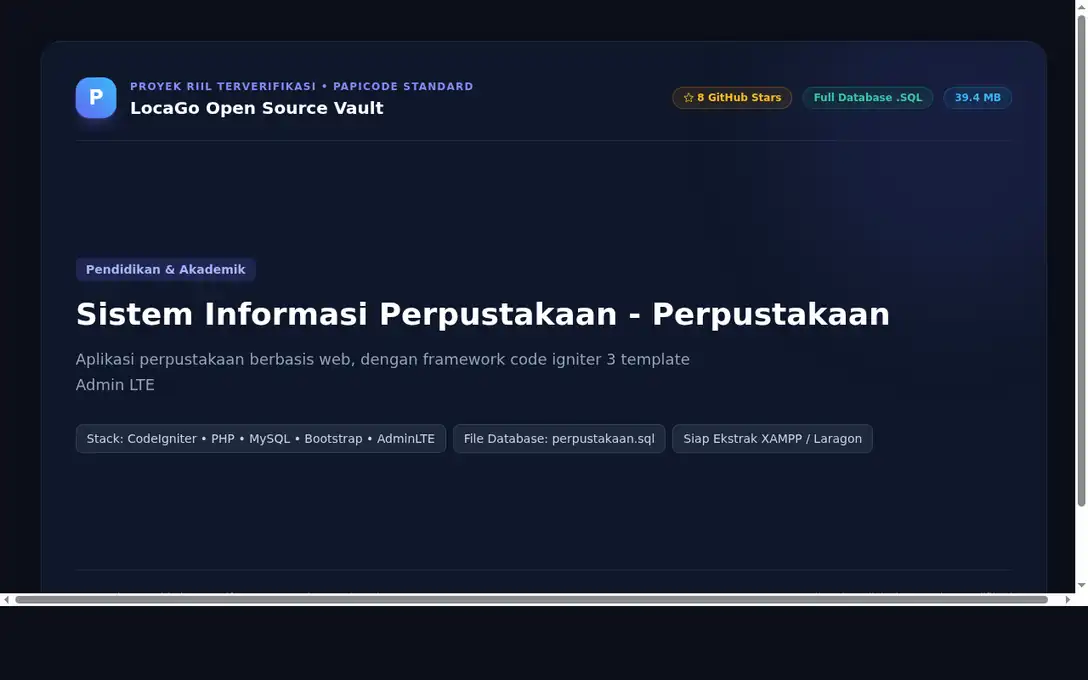 P
PROYEK RIIL TERVERIFIKASI • PAPICODE STANDARD
LocaGo Open Source Vault
☆ 8 GitHub Stars
Full Database .SQL
39.4 MB
Pendidikan & Akademik
Sistem Informasi Perpustakaan - Perpustakaan
Aplikasi perpustakaan berbasis web, dengan framework code igniter 3 template
Admin LTE
Stack: CodeIgniter • PHP • MySQL • Bootstrap • AdminLTE
File Database: perpustakaan.sql
Siap Ekstrak XAMPP / Laragon